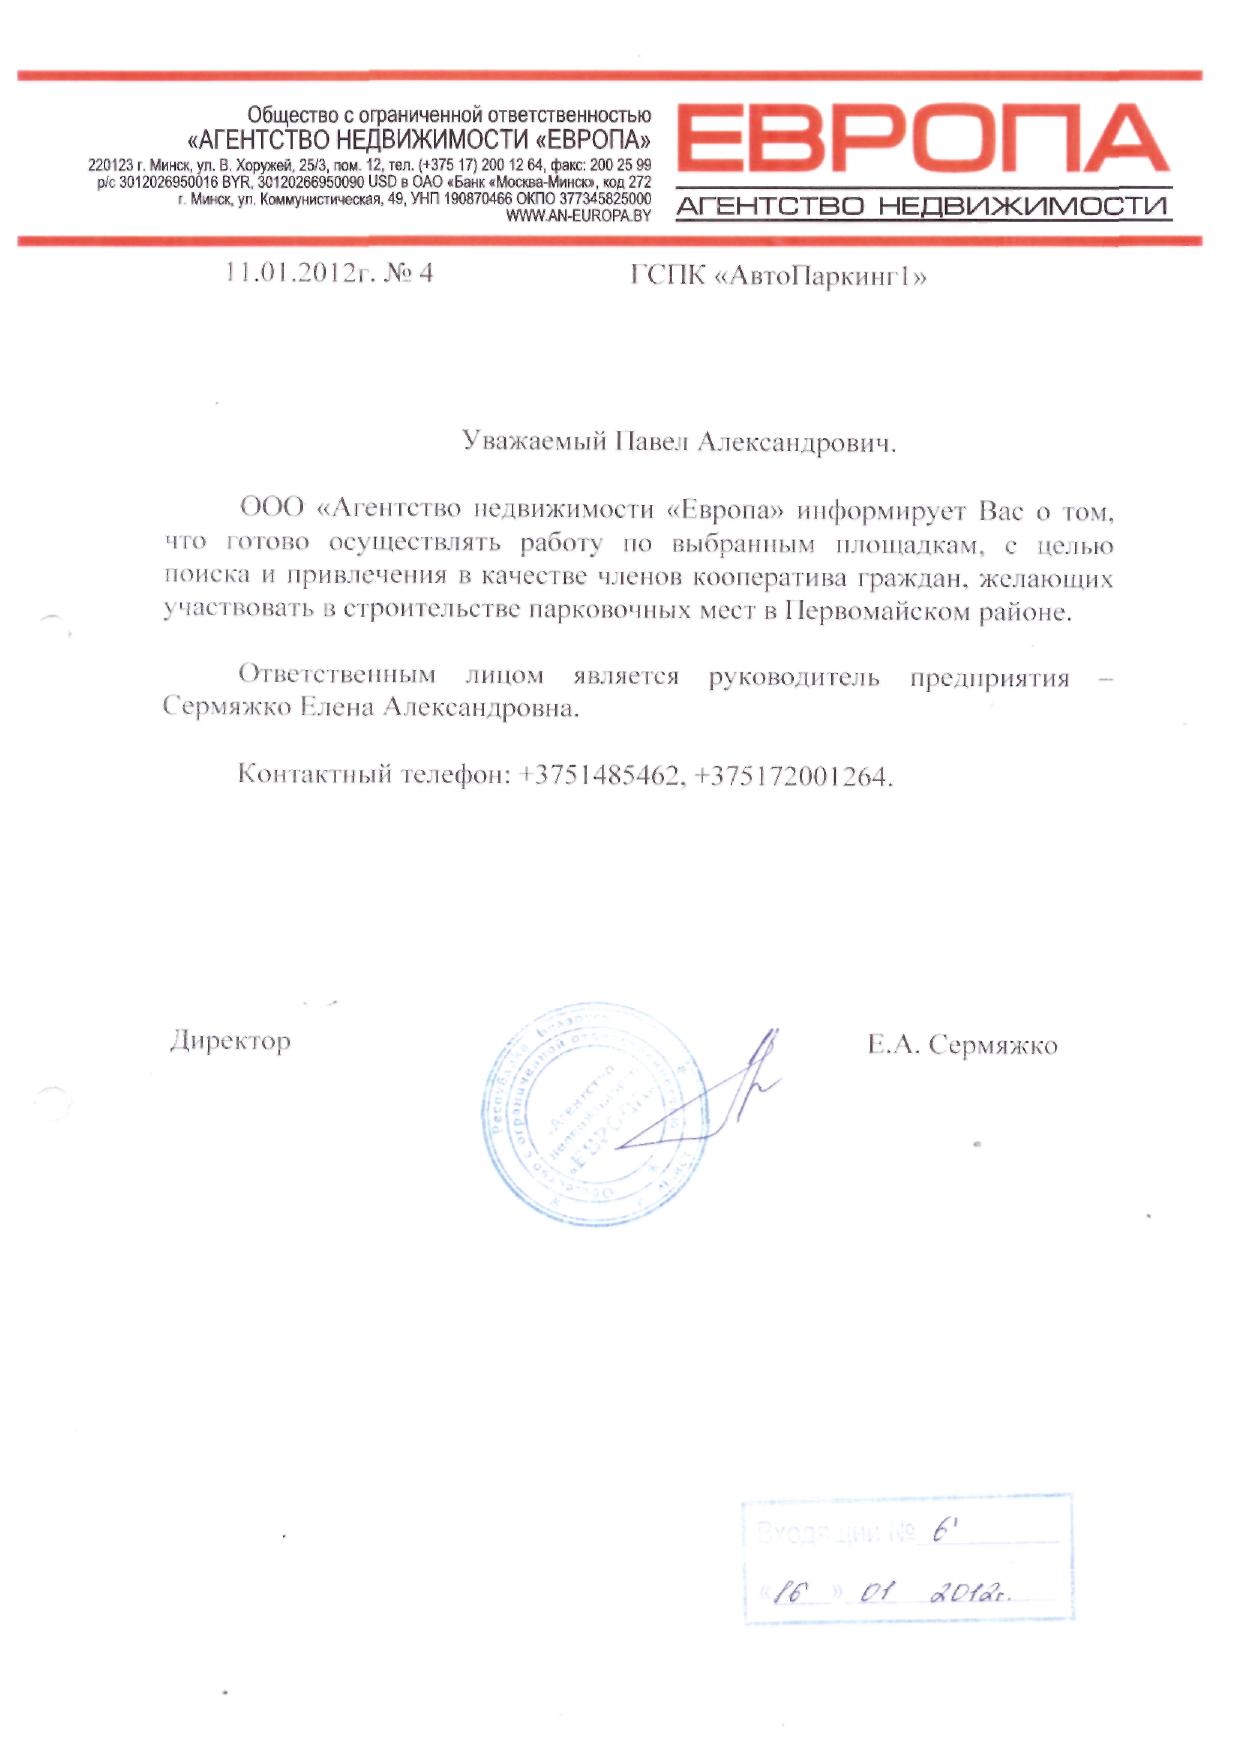 Общество с ограниченной ответственностью
«АГЕНТСТВО НЕДВИЖИМОСТИ «ЕВРОПА»
220123 г. Минск, ул. В. Хоружей, 25/3, пом. 12, тел. (+375 17) 200 12 64, факс: 200 25 99
р/с 3012026950016 BYR, 30120266950090 USD в ОАО «Банк «Москва-Минск», код 272
г. Минск, ул. Коммунистическая, 49, УНП 190870466 ОКПО 377345825000
WWW.AN-EUROPA.BY
ЕВРОПА
АГЕНТСТВО НЕДВИЖИМОСТИ
11.01.2012г. № 4
ГСПК «АвтоПаркинг1»
Уважаемый Павел Александрович.
ООО «Агентство недвижимости «Европа» информирует Вас о том,
что готово осуществлять работу по выбранным площадкам, с целью
поиска и привлечения в качестве членов кооператива граждан, желающих
участвовать в строительстве парковочных мест в Первомайском районе.
Ответственным лицом является руководитель предприятия –
Сермяжко Елена Александровна.
Контактный телефон: +3751485462, +375172001264.
Директор
Е.А. Сермяжко
Республика Беларусь
Общество с ограниченной
«Агентство
Входящий № 6
«16» 01 2012г.